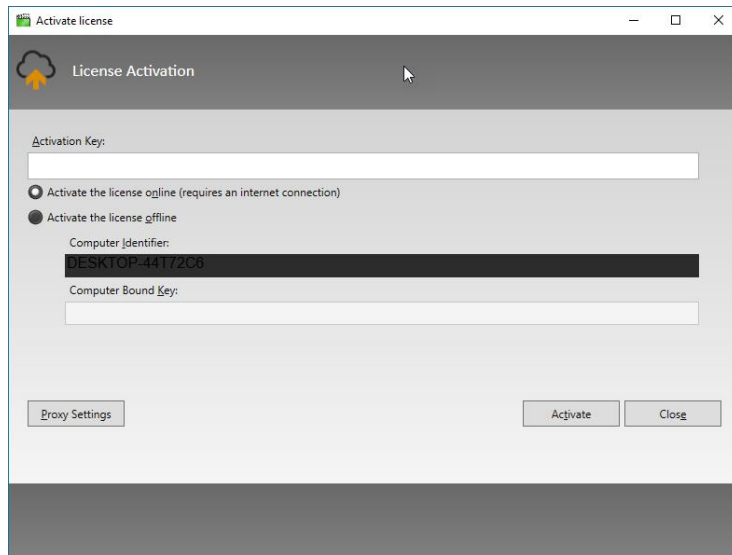 Activate license
License Activation
Activation Key:
Activate the license online (requires an internet connection)
Activate the license offline
Computer Identifier:
DESKTOP-44T72C6
Computer Bound Key:
Proxy Settings
Activate
Close